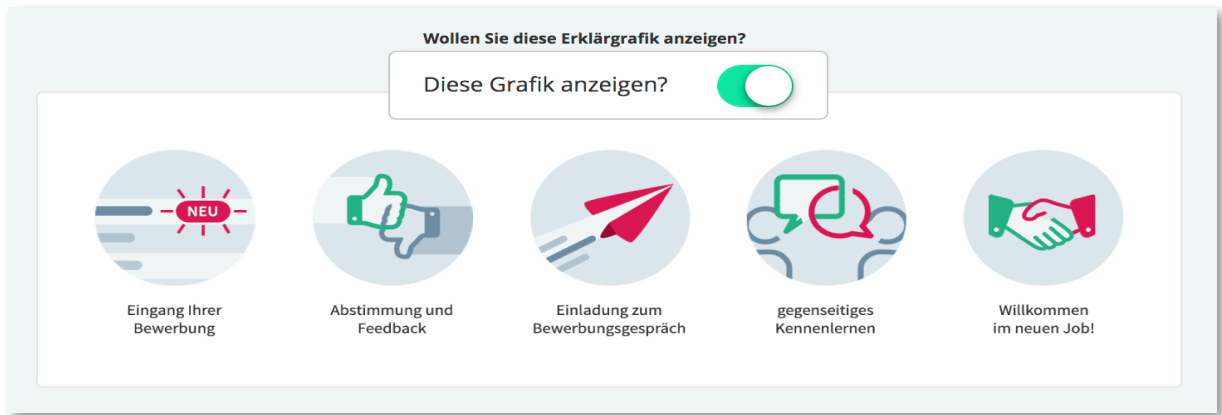 Wollen Sie diese Erklärgrafik anzeigen?
Diese Grafik anzeigen?
NEU
Eingang Ihrer
Bewerbung
Abstimmung und
Feedback
Einladung zum
Bewerbungsgespräch
gegenseitiges
Kennenlernen
Willkommen
im neuen Job!